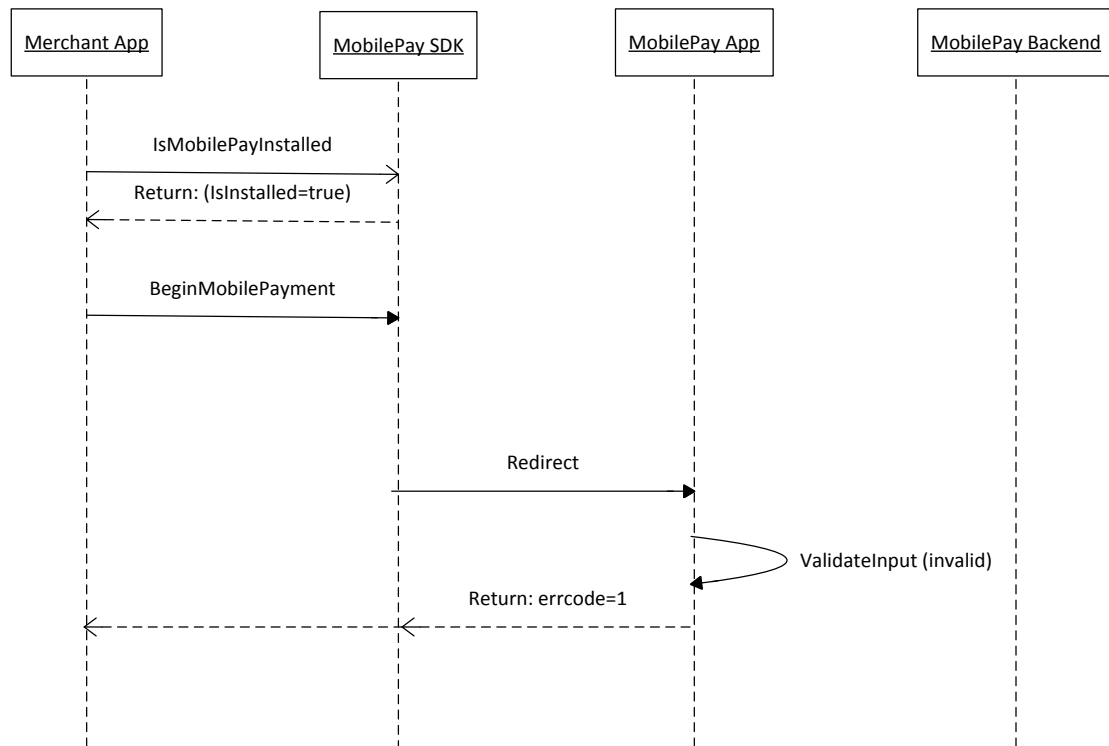 Merchant App
MobilePay SDK
MobilePay App
MobilePay Backend
IsMobilePayInstalled
Return: (IsInstalled=true)
BeginMobilePayment
Redirect
ValidateInput (invalid)
Return: errcode=1